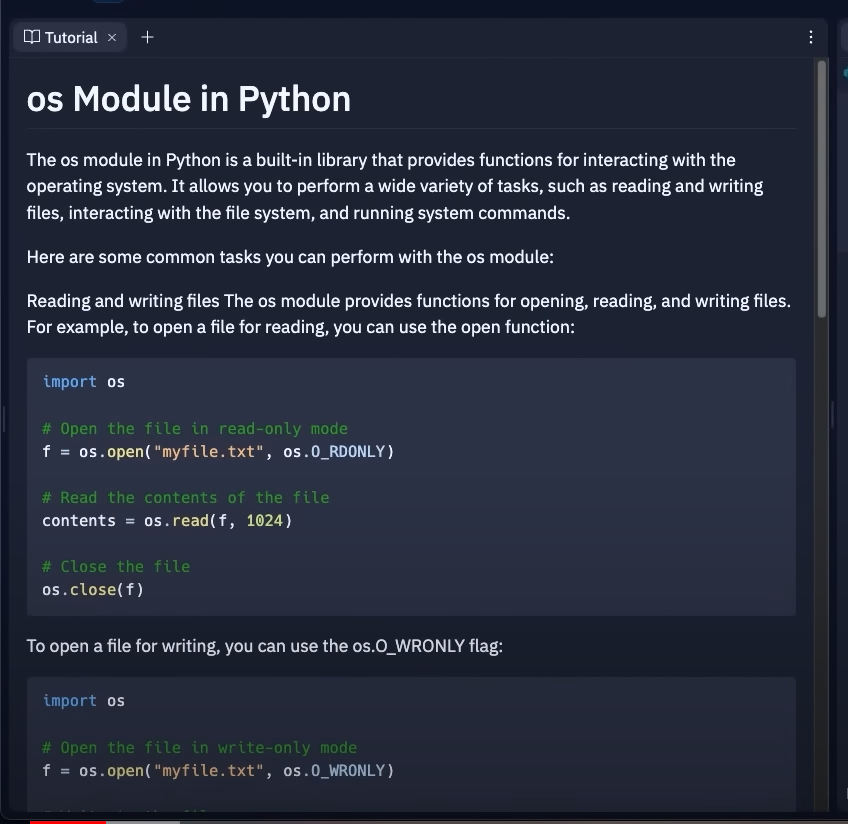 Tutorial
os Module in Python
The os module in Python is a built-in library that provides functions for interacting with the
operating system. It allows you to perform a wide variety of tasks, such as reading and writing
files, interacting with the file system, and running system commands.
Here are some common tasks you can perform with the os module:
Reading and writing files The os module provides functions for opening, reading, and writing files.
For example, to open a file for reading, you can use the open function:
import os
# Open the file in read-only mode
f = os.open("myfile.txt", os.O_RDONLY)
# Read the contents of the file
contents = os.read(f, 1024)
# Close the file
os.close(f)
To open a file for writing, you can use the os.O_WRONLY flag:
import os
# Open the file in write-only mode
f = os.open("myfile.txt", os.O_WRONLY)